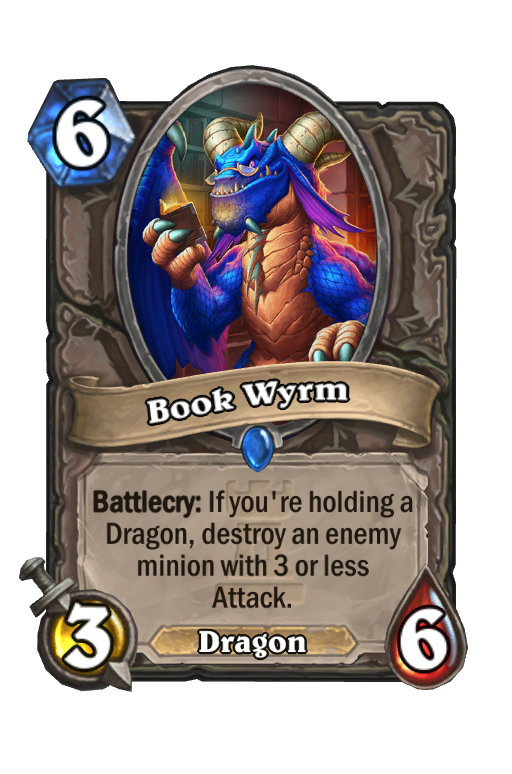 6
Book Wyrm
Battlecry: If you're holding a
Dragon, destroy an enemy
minion with 3 or less
Attack.
3
Dragon
6